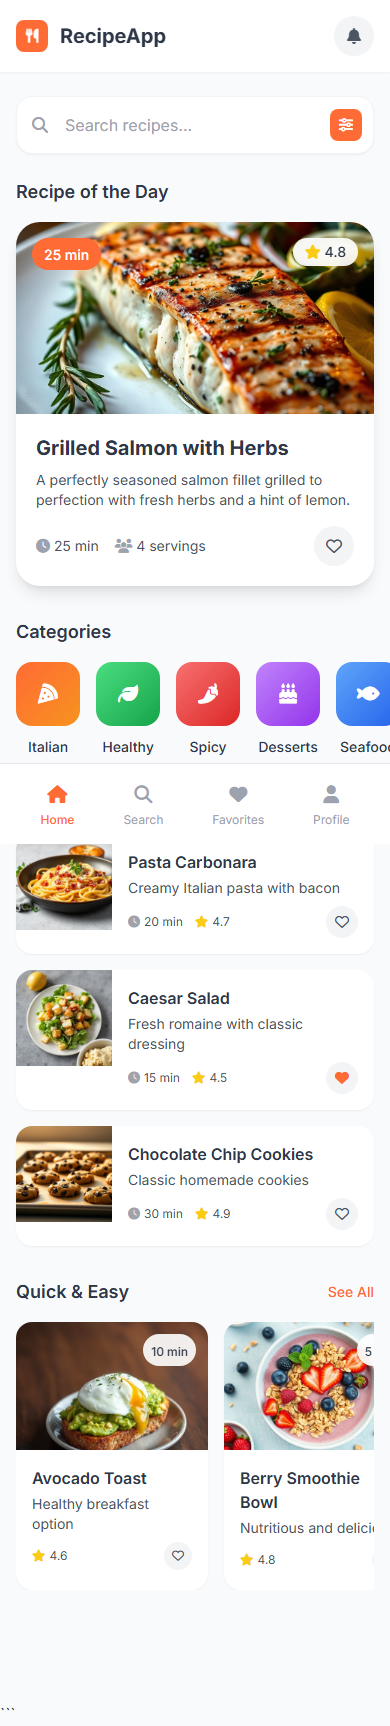 RecipeApp
Search recipes...
Recipe of the Day
25 min
4.8
Grilled Salmon with Herbs
A perfectly seasoned salmon fillet grilled to
perfection with fresh herbs and a hint of lemon.
25 min 4 servings
Categories
Italian Healthy Spicy Desserts Seafood
Home Search Favorites Profile
Pasta Carbonara
Creamy Italian pasta with bacon
20 min 4.7
Caesar Salad
Fresh romaine with classic
dressing
15 min 4.5
Chocolate Chip Cookies
Classic homemade cookies
30 min 4.9
Quick & Easy See All
10 min
5
Avocado Toast
Healthy breakfast
option
4.6
Berry Smoothie
Bowl
Nutritious and
4.8
```